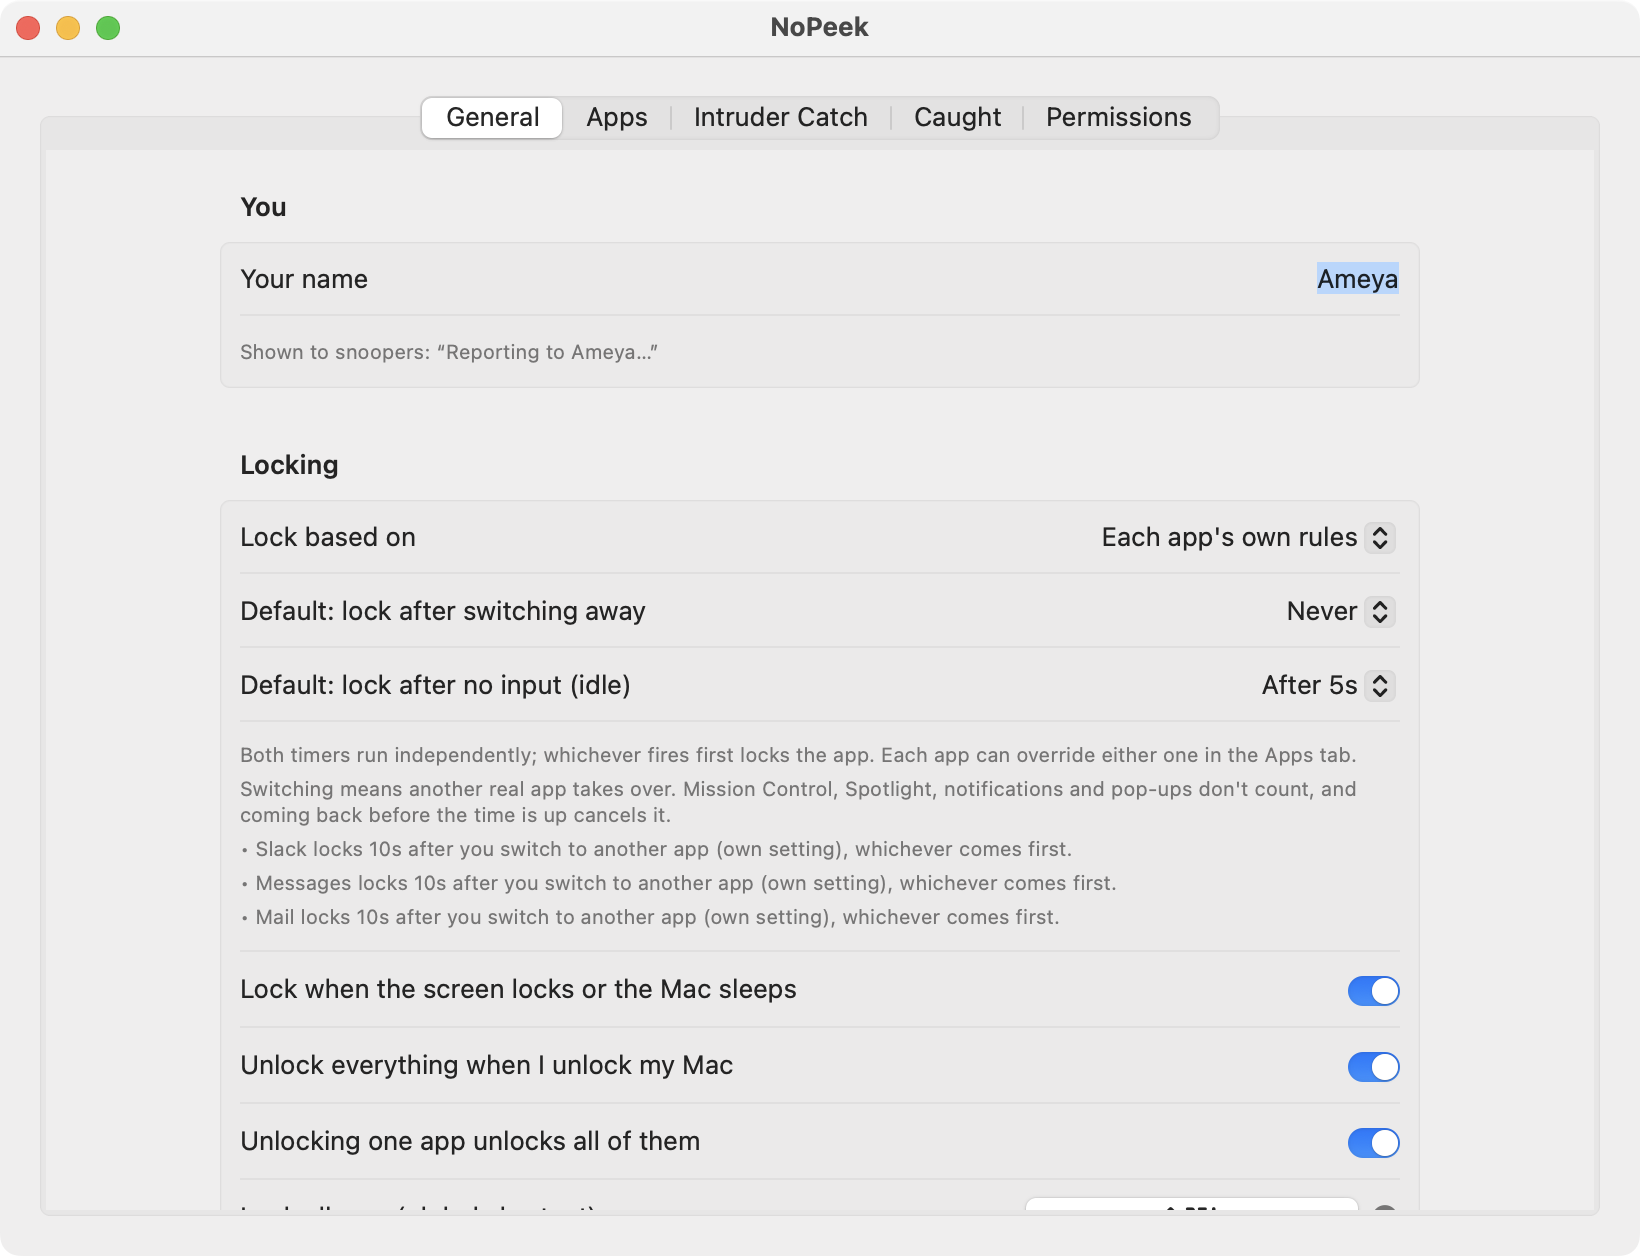 NoPeek
General
Apps
Intruder Catch
Caught
Permissions
You
Your name
Ameya
Shown to snoopers: “Reporting to Ameya…”
Locking
Lock based on
Each app's own rules
Default: lock after switching away
Never
Default: lock after no input (idle)
After 5s
Both timers run independently; whichever fires first locks the app. Each app can override either one in the Apps tab.
Switching means another real app takes over. Mission Control, Spotlight, notifications and pop-ups don't count, and
coming back before the time is up cancels it.
• Slack locks 10s after you switch to another app (own setting), whichever comes first.
• Messages locks 10s after you switch to another app (own setting), whichever comes first.
• Mail locks 10s after you switch to another app (own setting), whichever comes first.
Lock when the screen locks or the Mac sleeps
Unlock everything when I unlock my Mac
Unlocking one app unlocks all of them